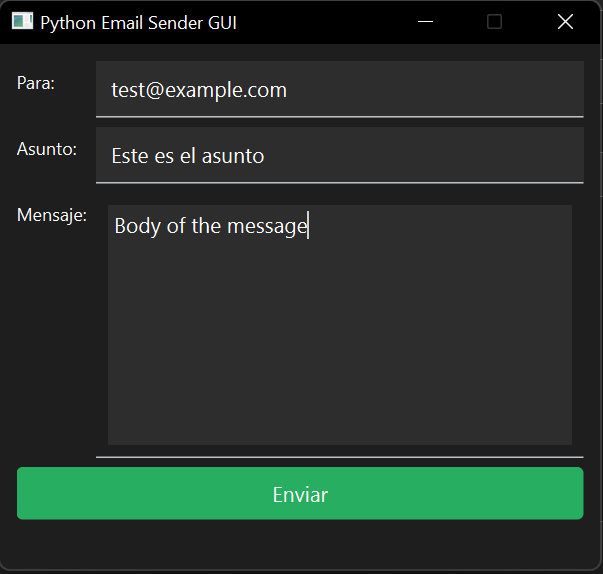 Python Email Sender GUI
Para:
test@example.com
Asunto:
Este es el asunto
Mensaje:
Body of the message
Enviar